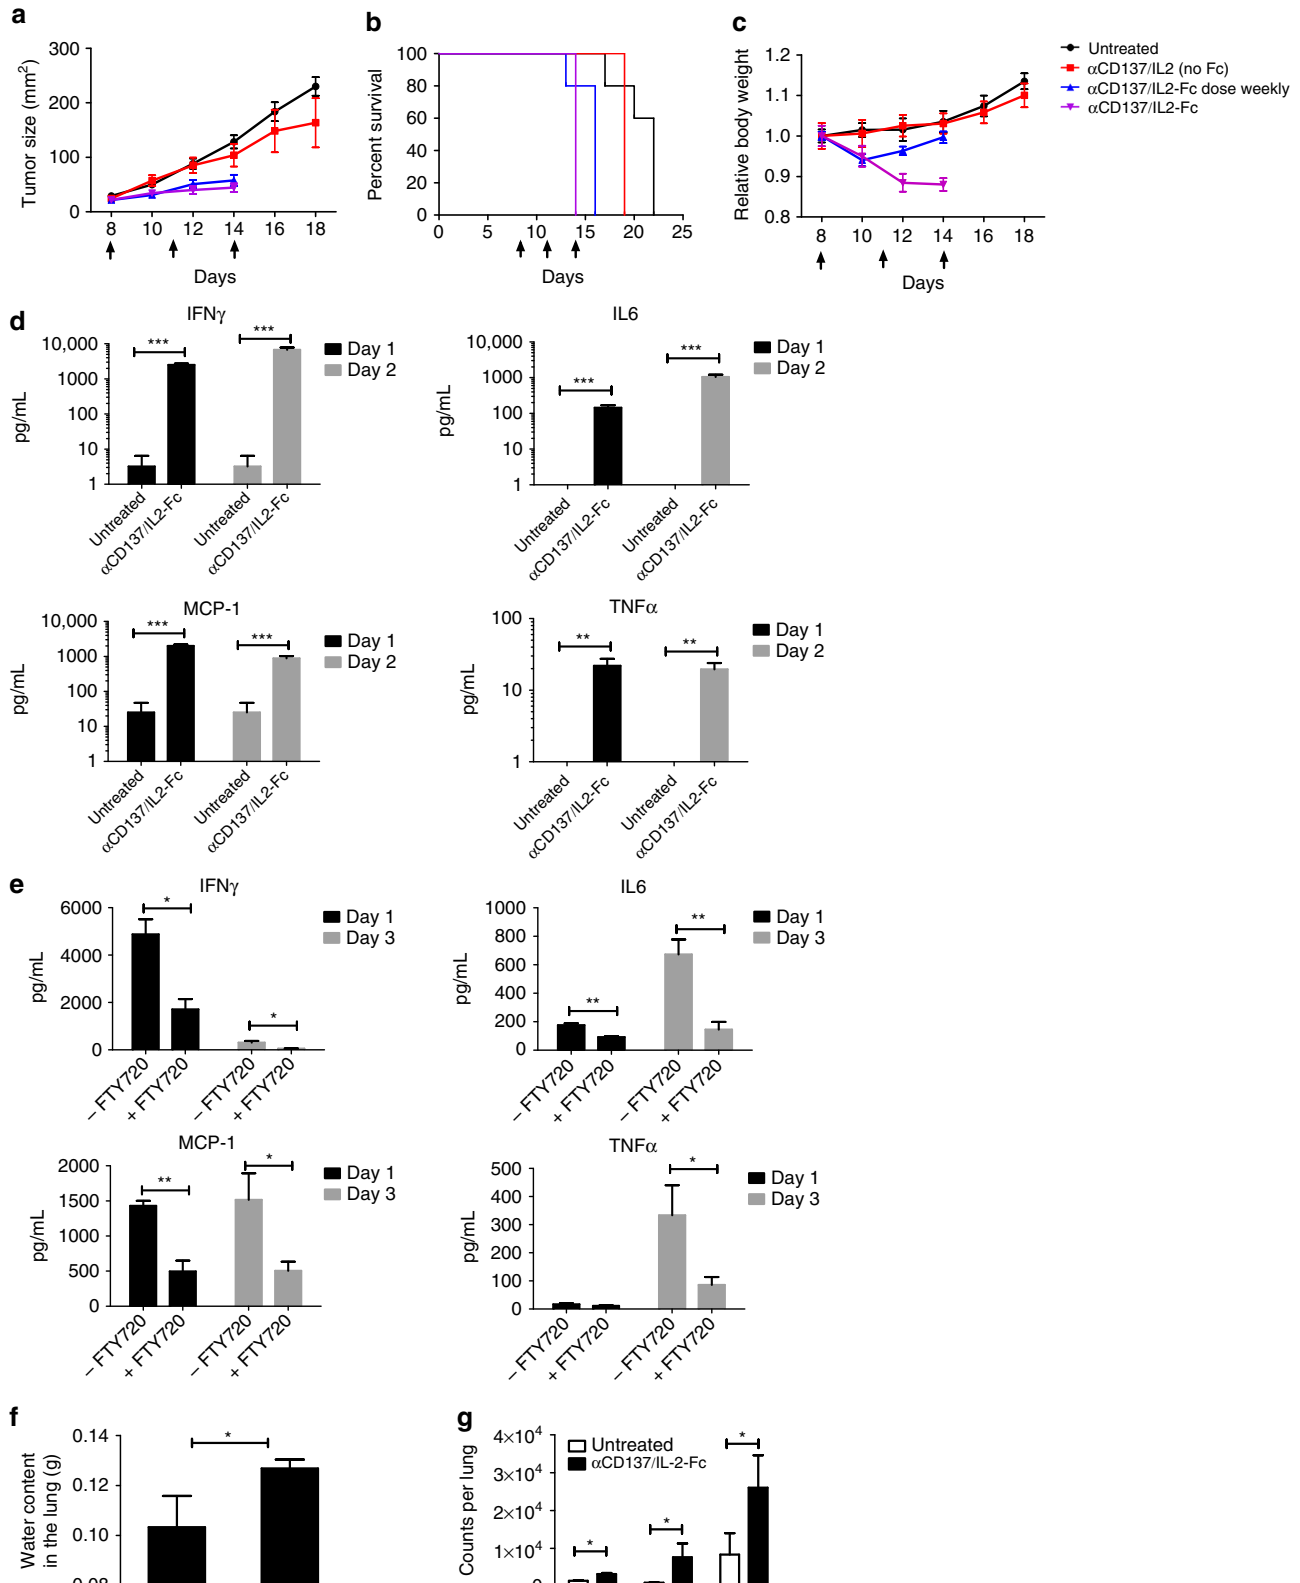 a
300
200
100
0
Tumor size (mm²)
8 10 12 14 16 18
Days
b
100
80
60
40
20
0
Percent survival
0 5 10 15 20 25
Days
c
1.2
1.1
1.0
0.9
0.8
Relative body weight
8 10 12 14 16 18
Days
Untreated
αCD137/IL2 (no Fc)
αCD137/IL2-Fc dose weekly
αCD137/IL2-Fc
d
IFNγ
10,000
1000
100
10
1
pg/mL
*** ***
Day 1
Day 2
Untreated
αCD137/IL2-Fc
Untreated
αCD137/IL2-Fc
IL6
10,000
1000
100
10
1
pg/mL
*** ***
Day 1
Day 2
Untreated
αCD137/IL2-Fc
Untreated
αCD137/IL2-Fc
MCP-1
10,000
1000
100
10
1
pg/mL
*** ***
Day 1
Day 2
Untreated
αCD137/IL2-Fc
Untreated
αCD137/IL2-Fc
TNFα
100
10
1
pg/mL
** **
Day 1
Day 2
Untreated
αCD137/IL2-Fc
Untreated
αCD137/IL2-Fc
e
IFNγ
6000
4000
2000
0
pg/mL
* *
Day 1
Day 3
– FTY720
+ FTY720
– FTY720
+ FTY720
IL6
1000
800
600
400
200
0
pg/mL
** **
Day 1
Day 3
– FTY720
+ FTY720
– FTY720
+ FTY720
MCP-1
2000
1500
1000
500
0
pg/mL
** *
Day 1
Day 3
– FTY720
+ FTY720
– FTY720
+ FTY720
TNFα
500
400
300
200
100
0
pg/mL
*
Day 1
Day 3
– FTY720
+ FTY720
– FTY720
+ FTY720
f
0.14
0.12
0.10
0.08
Water content
in the lung (g)
*
g
4×10⁴
3×10⁴
2×10⁴
1×10⁴
0
Counts per lung
Untreated
αCD137/IL-2-Fc
* * *